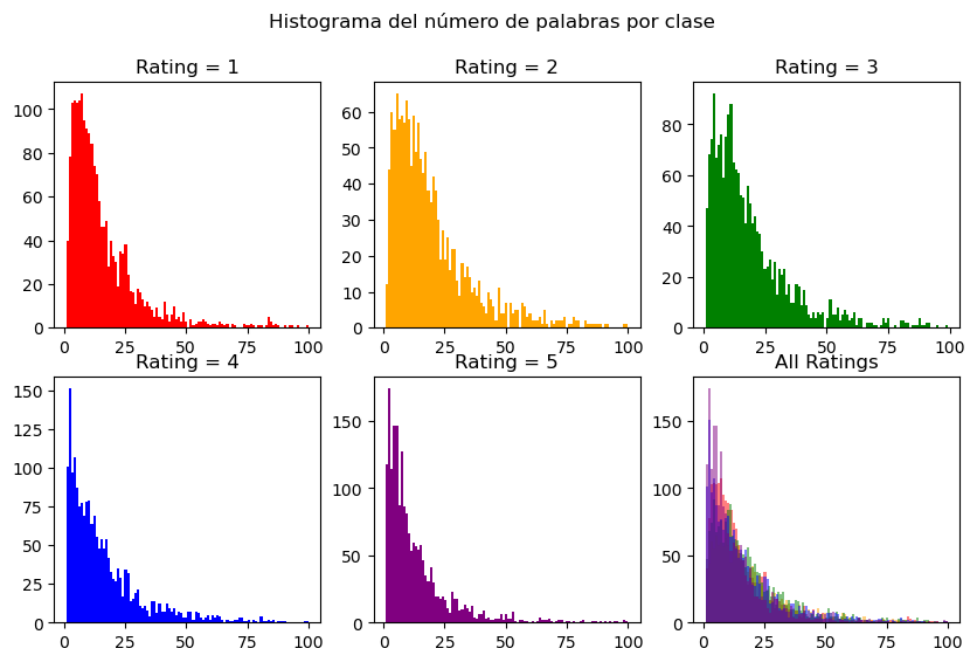 Histograma del número de palabras por clase
Rating = 1
Rating = 2
Rating = 3
100
80
60
40
20
0
0 25 50 75 100
60
50
40
30
20
10
0
0 25 50 75 100
80
60
40
20
0
0 25 50 75 100
Rating = 4
Rating = 5
All Ratings
150
125
100
75
50
25
0
0 25 50 75 100
150
100
50
0
0 25 50 75 100
150
100
50
0
0 25 50 75 100